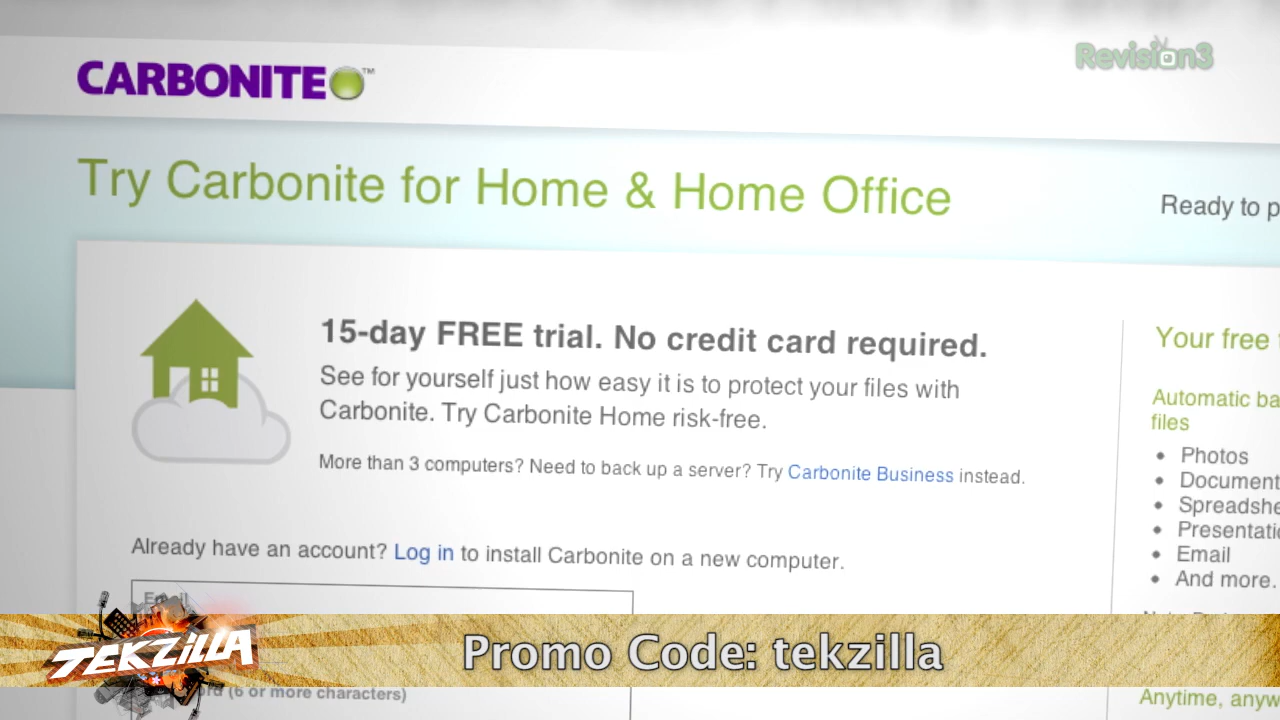 CARBONITE™
Revision3
Try Carbonite for Home & Home Office
Ready to p
15-day FREE trial. No credit card required.
See for yourself just how easy it is to protect your files with
Carbonite. Try Carbonite Home risk-free.
More than 3 computers? Need to back up a server? Try Carbonite Business instead.
Already have an account? Log in to install Carbonite on a new computer.
Email
(6 or more characters)
Your free
Automatic ba
files
• Photos
• Document
• Spreadshe
• Presentatio
• Email
• And more.
Anytime, anyw
TEKZILLA
Promo Code: tekzilla